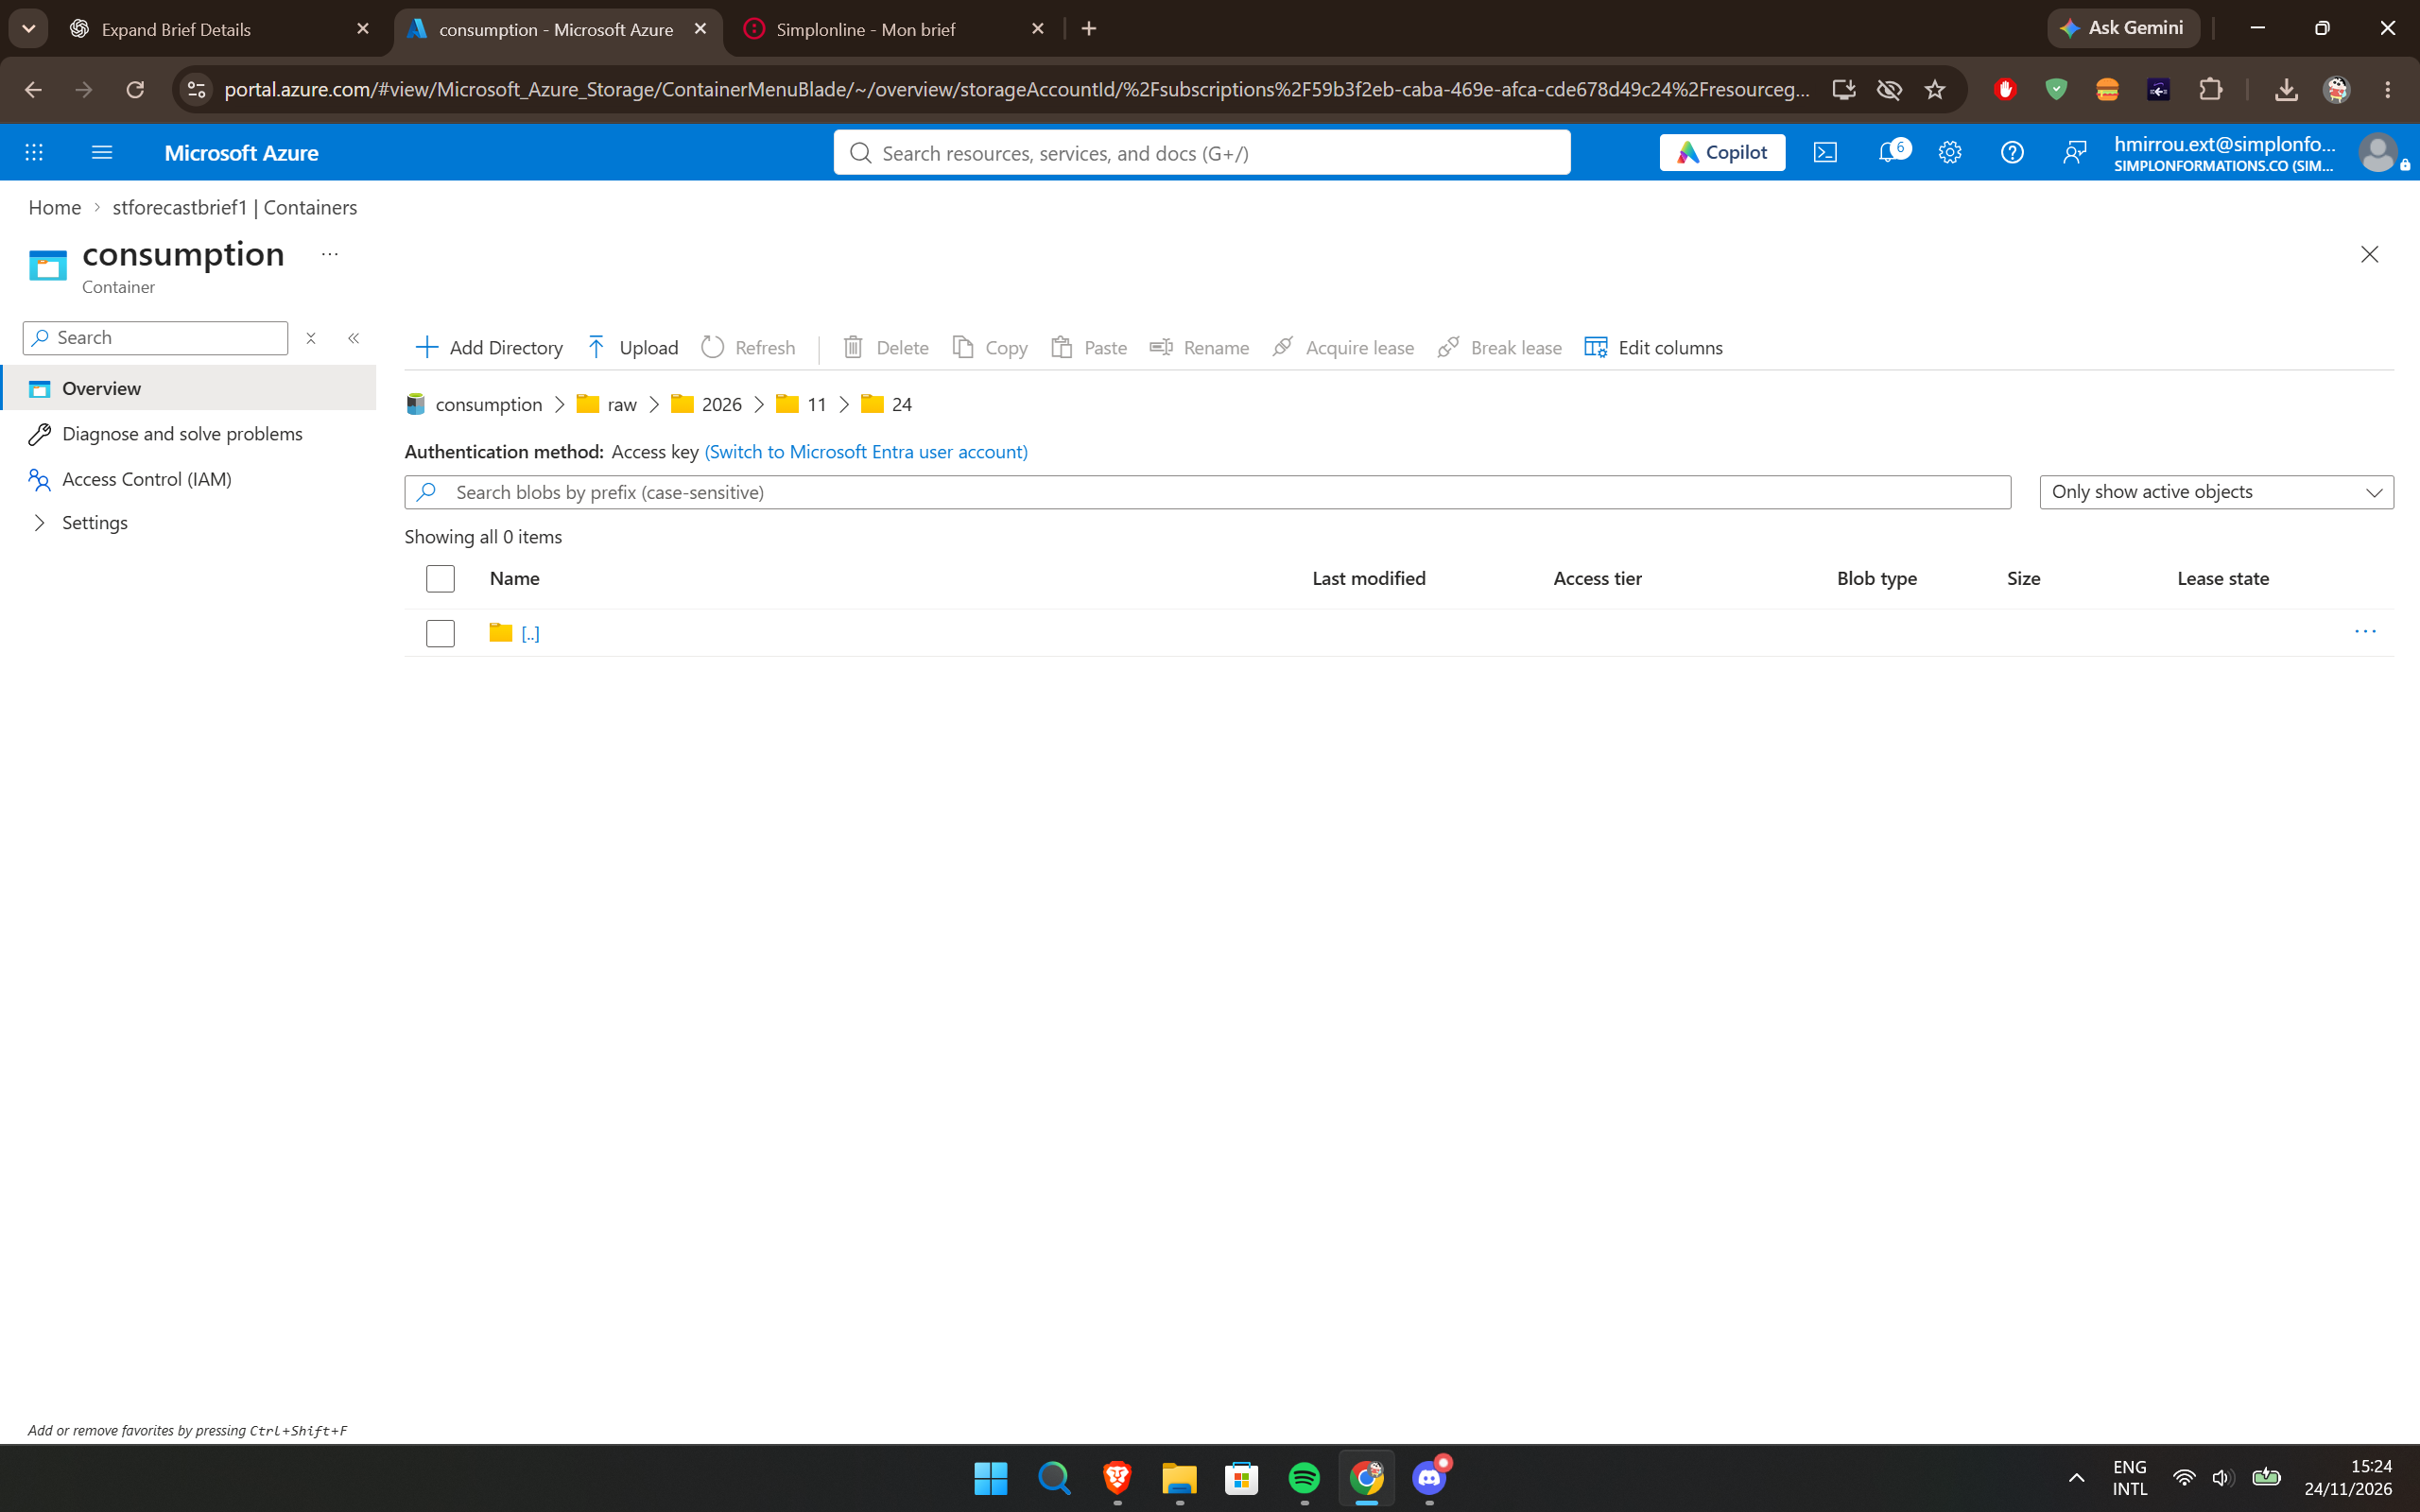 Expand Brief Details
consumption - Microsoft Azure
Simplonline - Mon brief
Ask Gemini
portal.azure.com/#view/Microsoft_Azure_Storage/ContainerMenuBlade/~/overview/storageAccountId/%2Fsubscriptions%2F59b3f2eb-caba-469e-afca-cde678d49c24%2Fresourceg...
Microsoft Azure
Search resources, services, and docs (G+/)
Copilot
6
hmirrou.ext@simplonfo...
SIMPLONFORMATIONS.CO (SIM...
Home > stforecastbrief1 | Containers
consumption ...
Container
Search
Overview
Diagnose and solve problems
Access Control (IAM)
Settings
Add Directory Upload Refresh Delete Copy Paste Rename Acquire lease Break lease Edit columns
consumption > raw > 2026 > 11 > 24
Authentication method: Access key (Switch to Microsoft Entra user account)
Search blobs by prefix (case-sensitive)
Only show active objects
Showing all 0 items
Name Last modified Access tier Blob type Size Lease state
[..] ...
Add or remove favorites by pressing Ctrl+Shift+F
ENG
INTL
15:24
24/11/2026